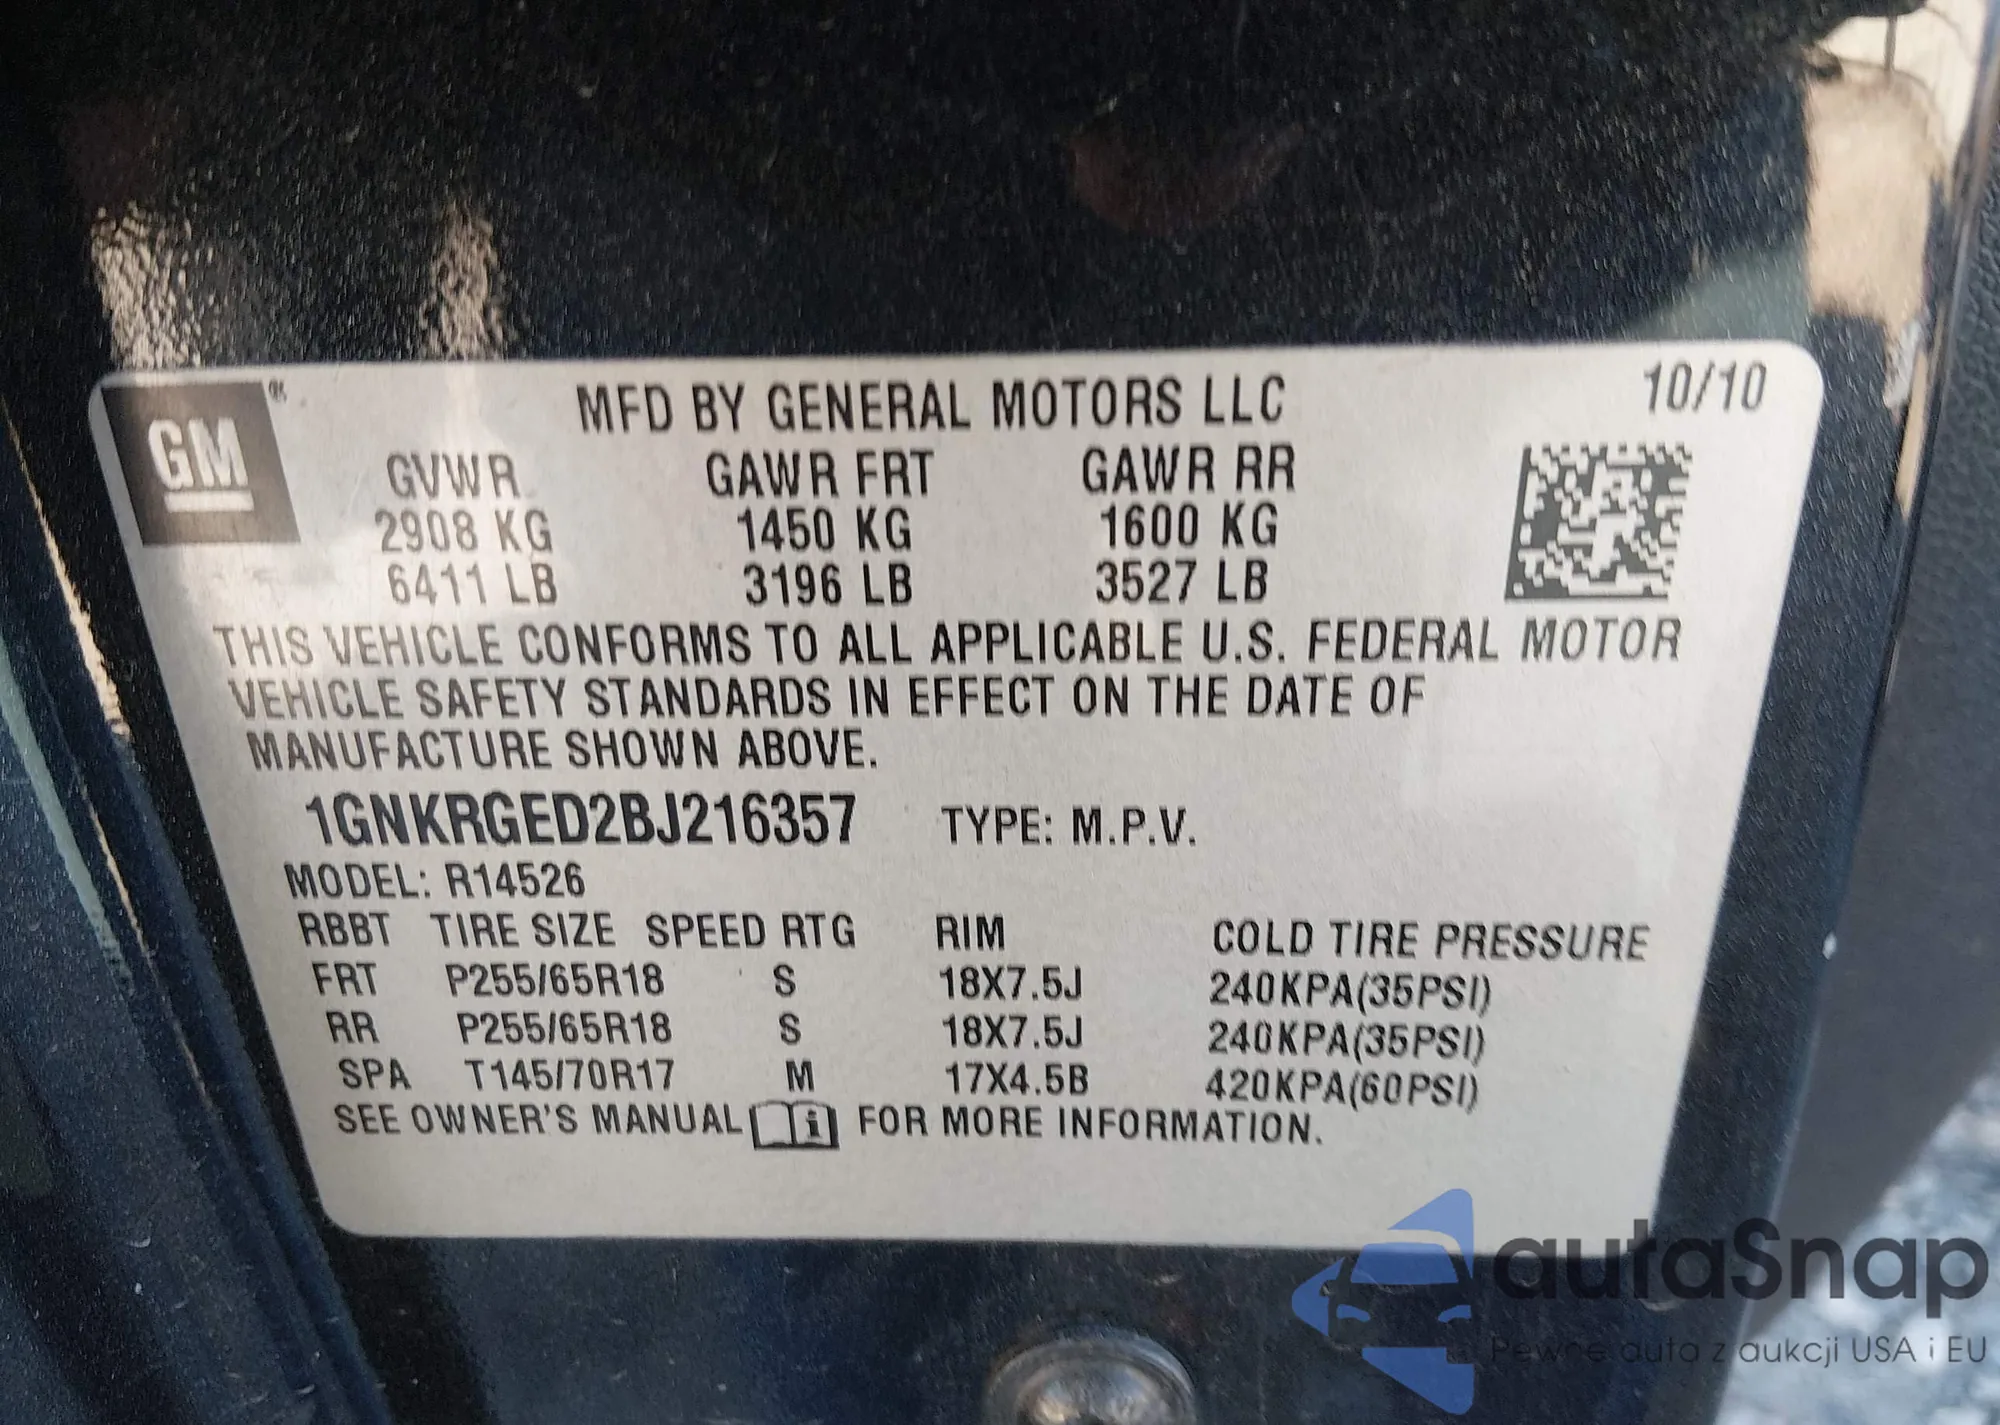 GM ®
MFD BY GENERAL MOTORS LLC 10/10
GVWR GAWR FRT GAWR RR
2908 KG 1450 KG 1600 KG
6411 LB 3196 LB 3527 LB
THIS VEHICLE CONFORMS TO ALL APPLICABLE U.S. FEDERAL MOTOR
VEHICLE SAFETY STANDARDS IN EFFECT ON THE DATE OF
MANUFACTURE SHOWN ABOVE.
1GNKRGED2BJ216357 TYPE: M.P.V.
MODEL: R14526
RBBT TIRE SIZE SPEED RTG RIM COLD TIRE PRESSURE
FRT P255/65R18 S 18X7.5J 240KPA(35PSI)
RR P255/65R18 S 18X7.5J 240KPA(35PSI)
SPA T145/70R17 M 17X4.5B 420KPA(60PSI)
SEE OWNER'S MANUAL i FOR MORE INFORMATION.
autaSnap
Pewne auta z aukcji USA i EU